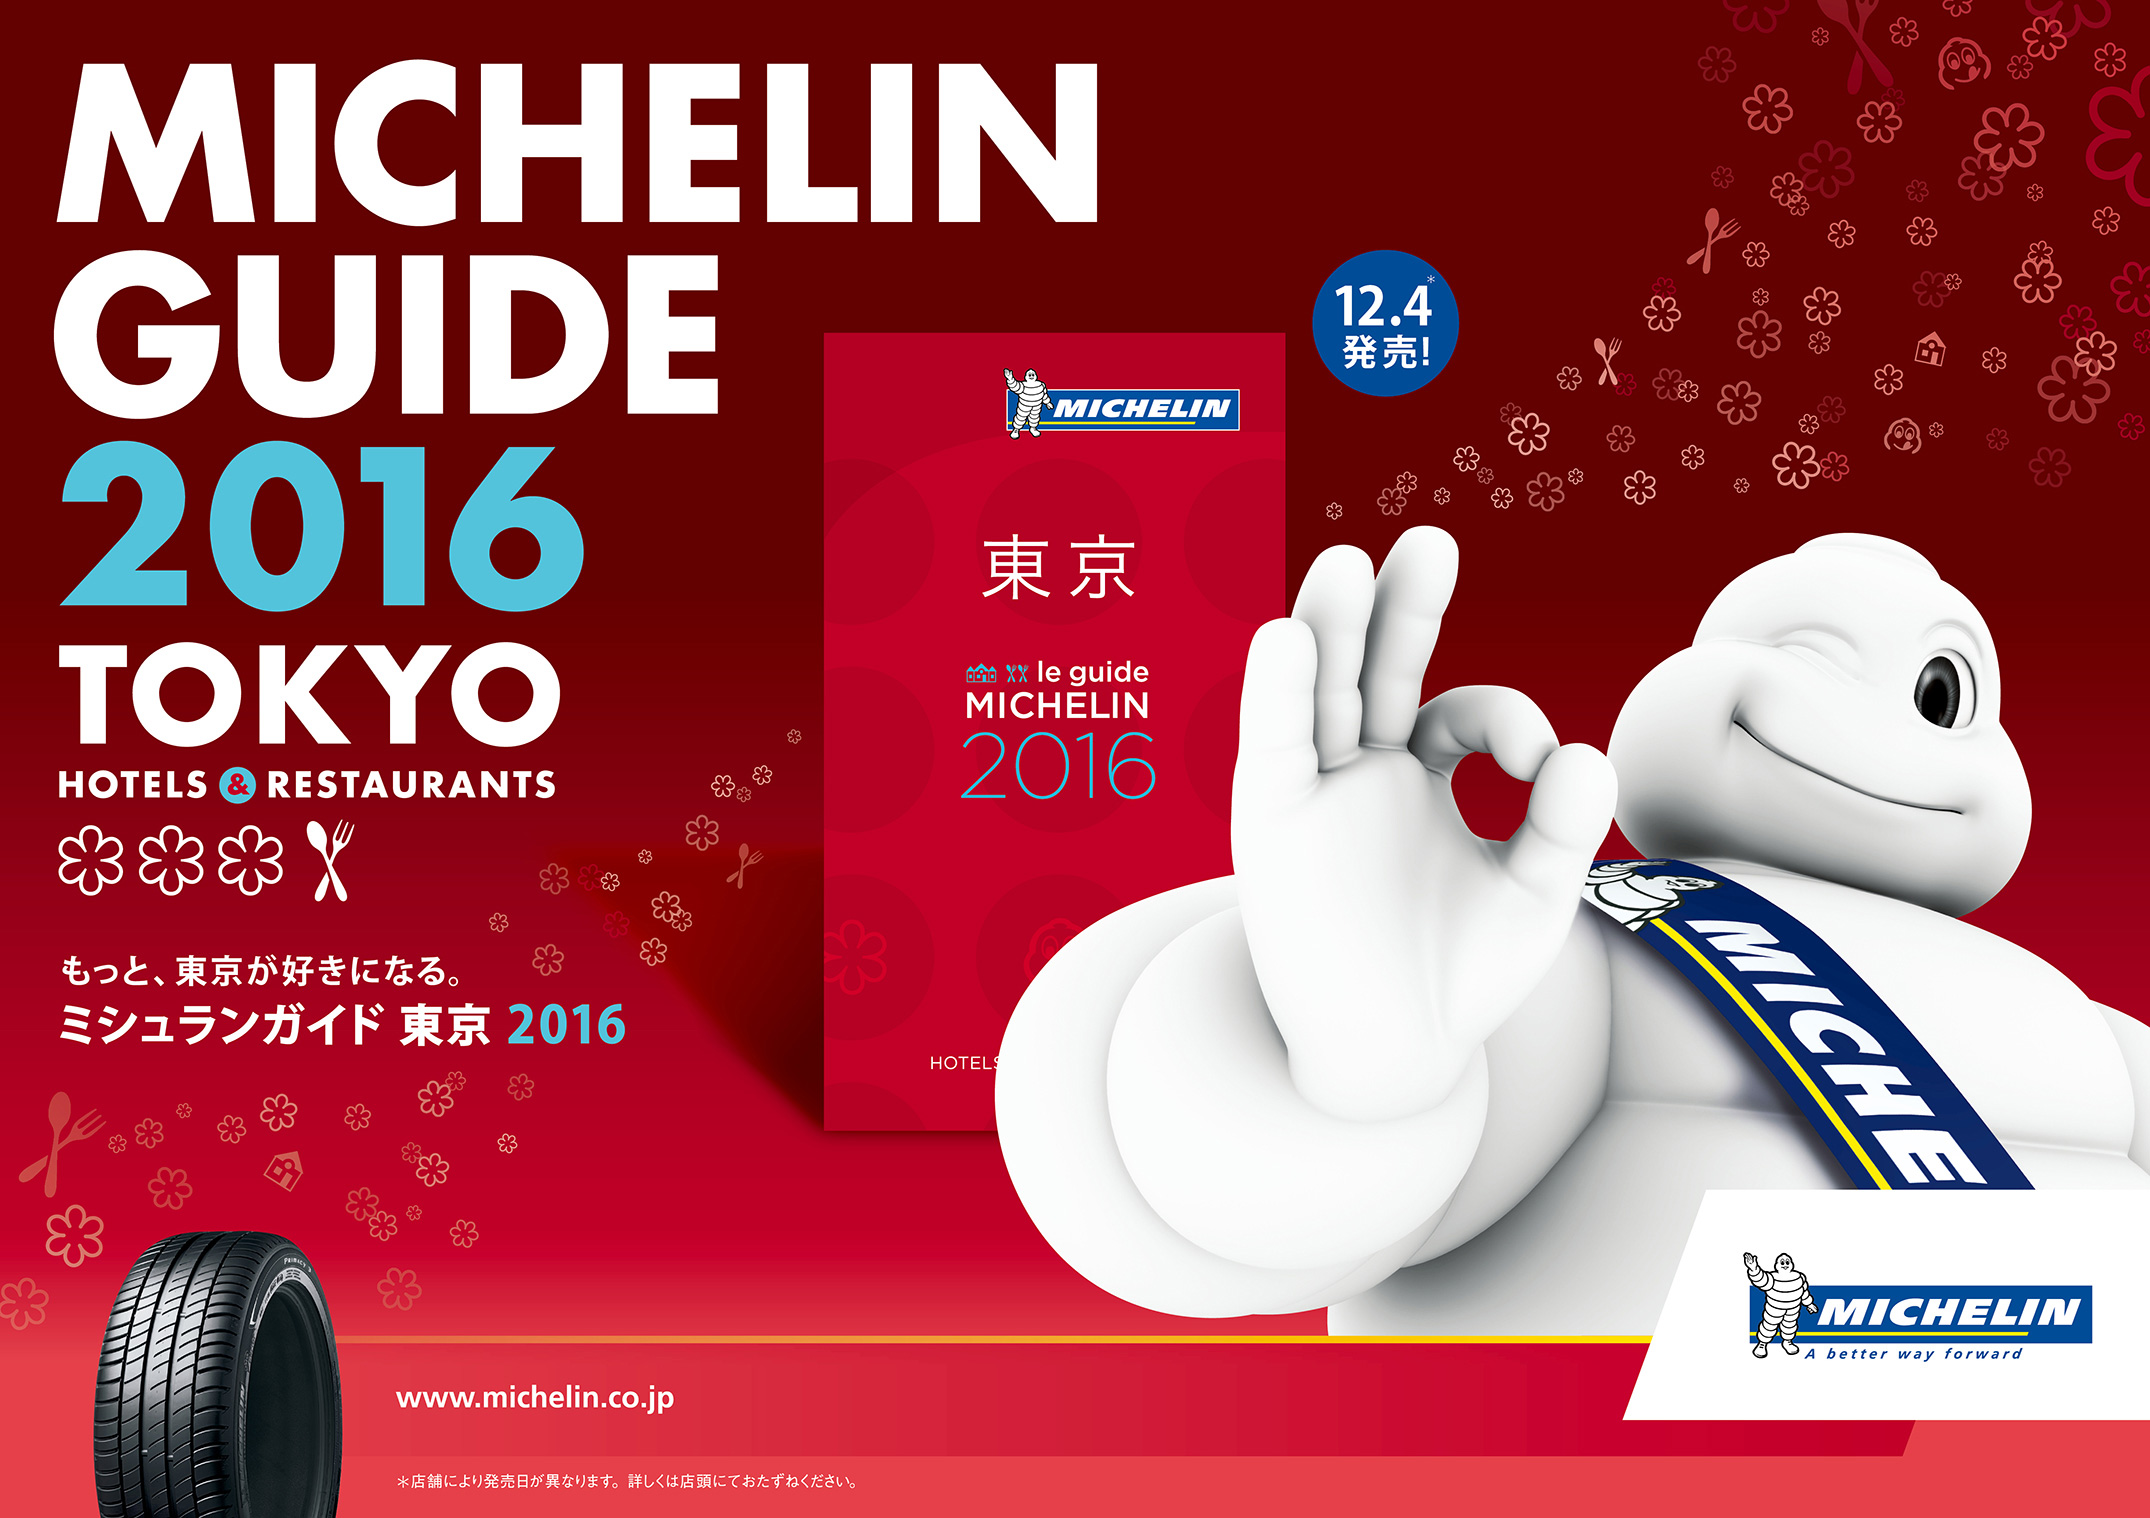 MICHELIN
GUIDE
2016
TOKYO
HOTELS & RESTAURANTS
もっと、東京が好きになる。
ミシュランガイド 東京 2016
12.4*
発売!
MICHELIN
東京
le guide
MICHELIN
2016
HOTELS
MICHE
PRIMACY 3
MICHELIN
A better way forward
www.michelin.co.jp
*店舗により発売日が異なります。 詳しくは店頭にておたずねください。